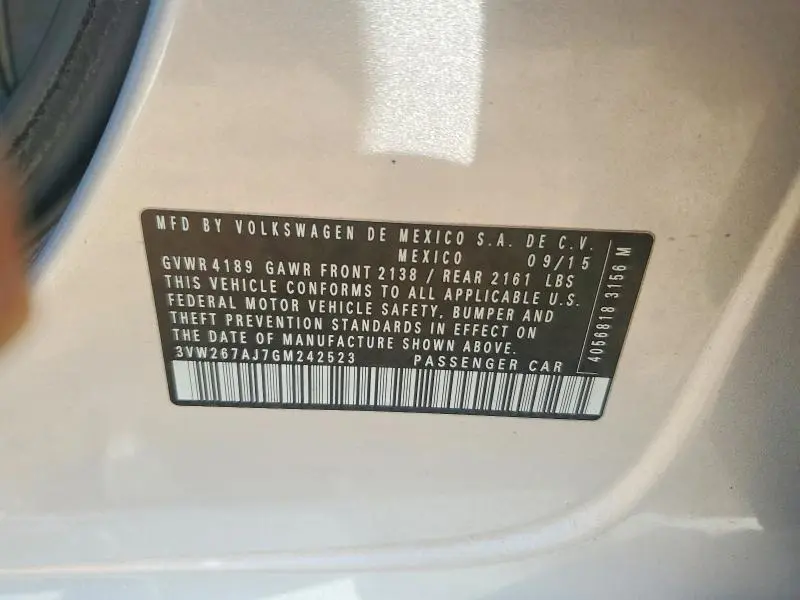 MFD BY VOLKSWAGEN DE MEXICO S.A. DE C.V.
MEXICO 09/15
GVWR 4189 GAWR FRONT 2138 / REAR 2161 LBS
THIS VEHICLE CONFORMS TO ALL APPLICABLE U.S.
FEDERAL MOTOR VEHICLE SAFETY, BUMPER AND
THEFT PREVENTION STANDARDS IN EFFECT ON
THE DATE OF MANUFACTURE SHOWN ABOVE.
3VW267AJ7GM242523 PASSENGER CAR
4056818 3156 M